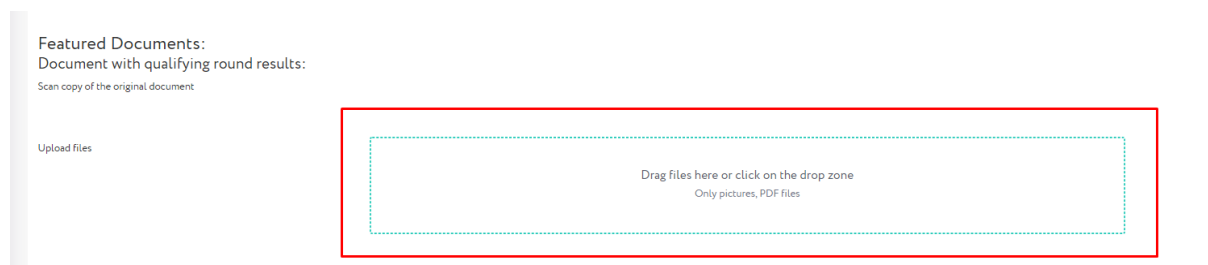 Featured Documents:
Document with qualifying round results:
Scan copy of the original document
Upload files
Drag files here or click on the drop zone
Only pictures, PDF files